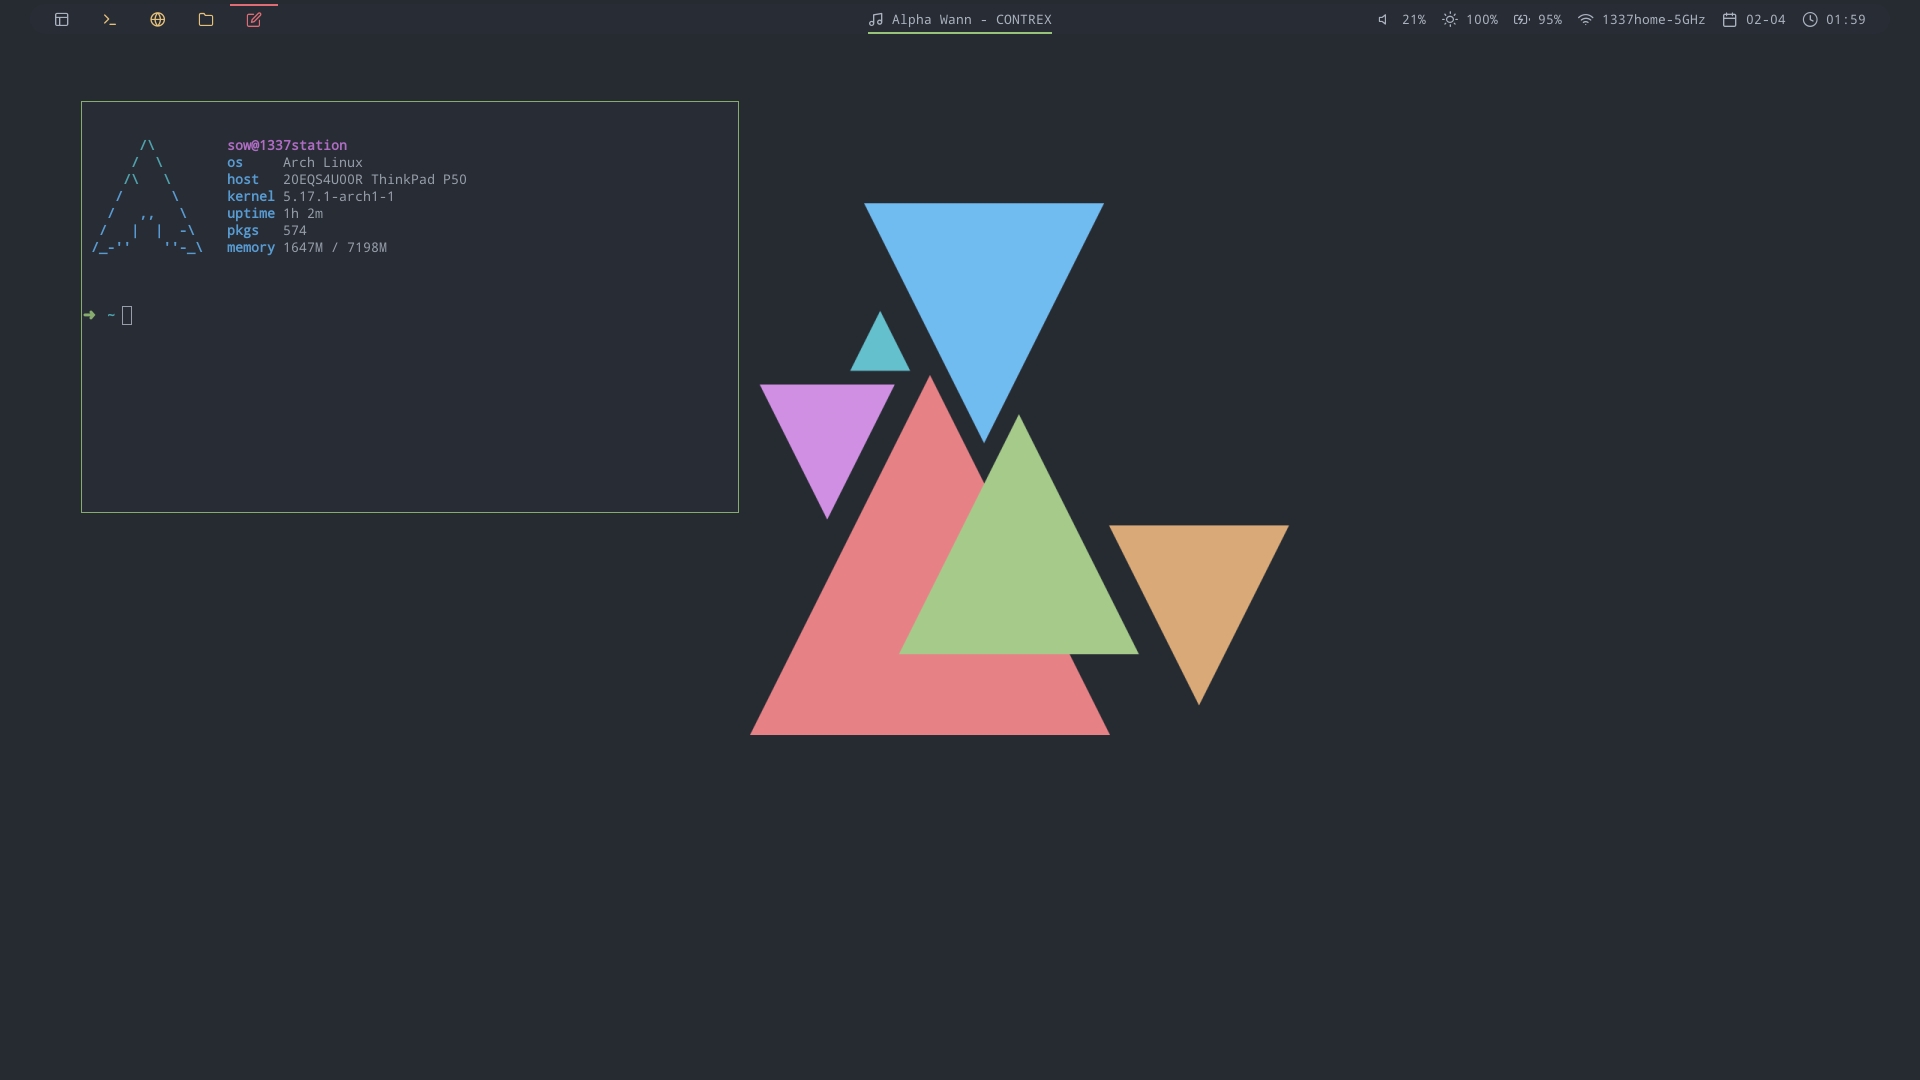 Alpha Wann - CONTREX
21% 100% 95% 1337home-5GHz 02-04 01:59
sow@1337station
os Arch Linux
host 20EQS4U00R ThinkPad P50
kernel 5.17.1-arch1-1
uptime 1h 2m
pkgs 574
memory 1647M / 7198M
➜ ~